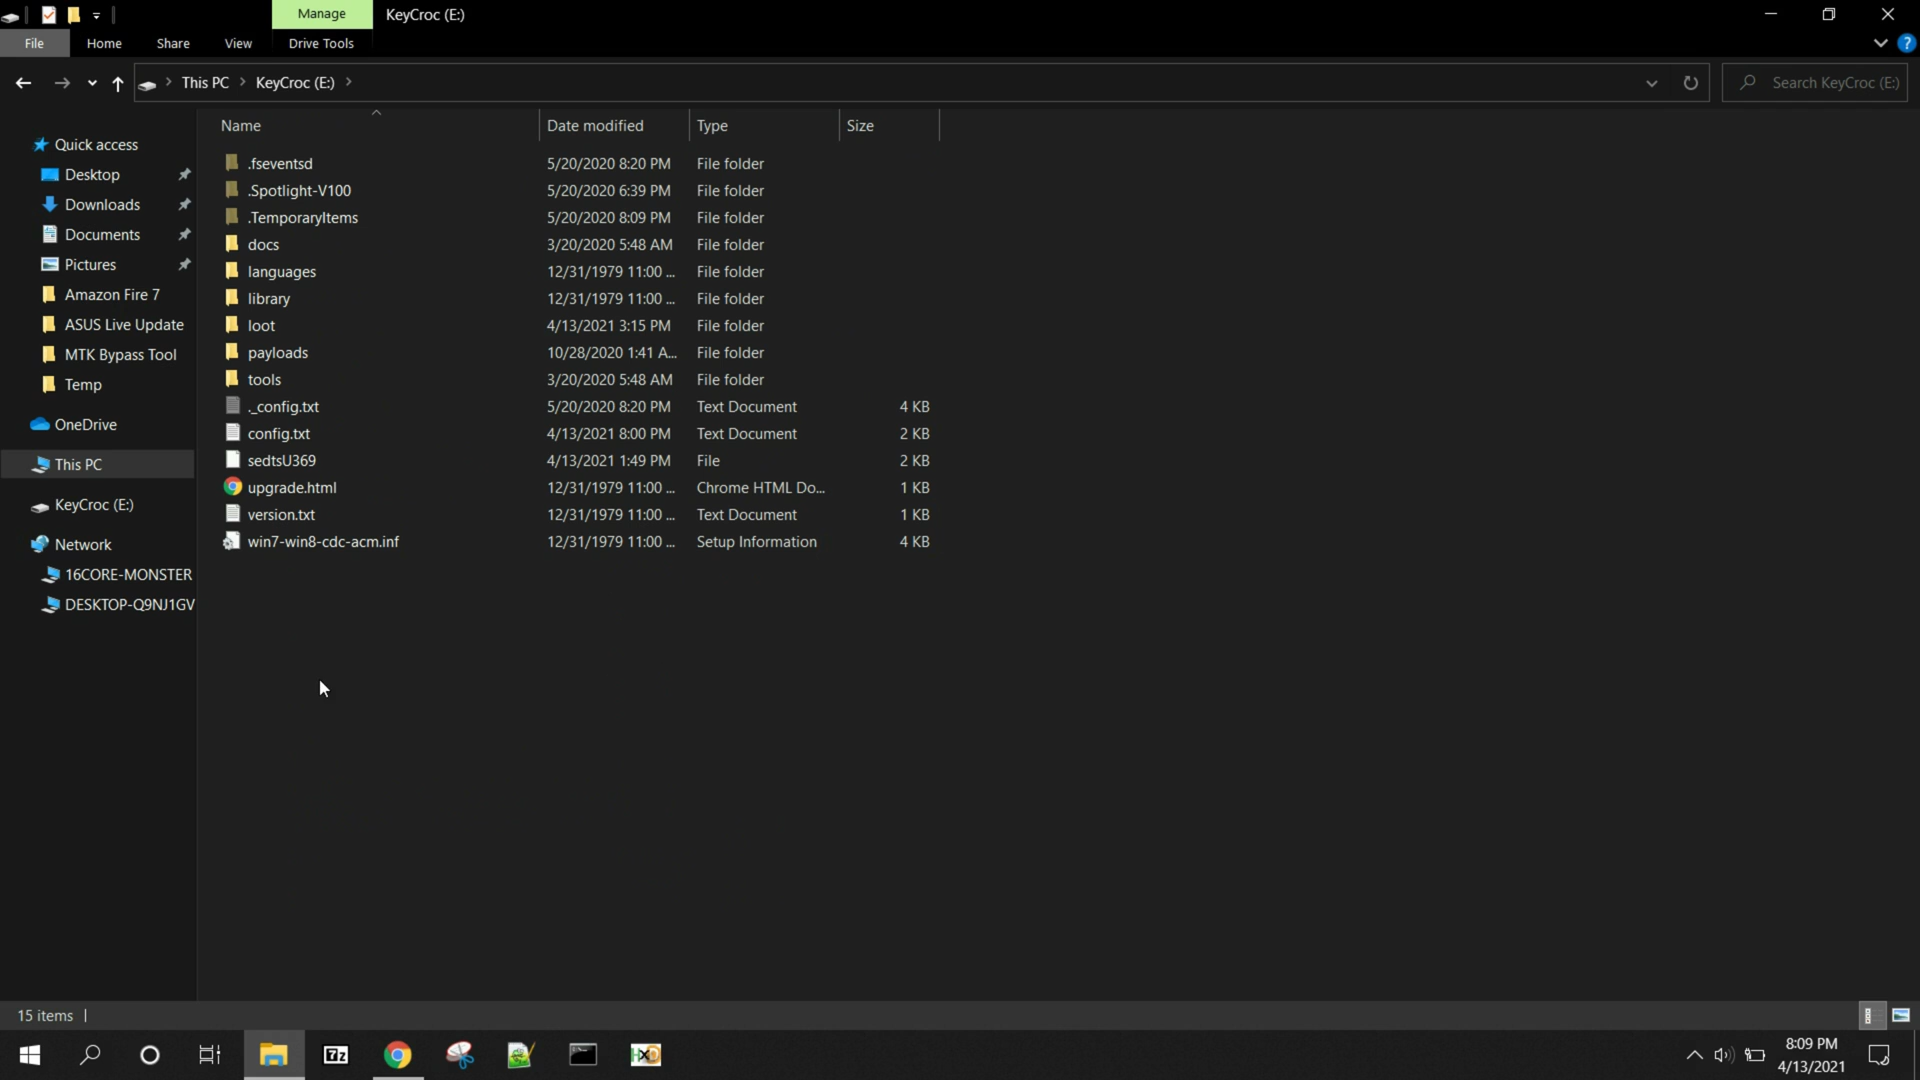 Manage
KeyCroc (E:)
File
Home
Share
View
Drive Tools
This PC
KeyCroc (E:)
Search KeyCroc (E:)
Name
Date modified
Type
Size
Quick access
Desktop
Downloads
Documents
Pictures
Amazon Fire 7
ASUS Live Update
MTK Bypass Tool
Temp
OneDrive
This PC
KeyCroc (E:)
Network
16CORE-MONSTER
DESKTOP-Q9NJ1GV
.fseventsd 5/20/2020 8:20 PM File folder
.Spotlight-V100 5/20/2020 6:39 PM File folder
.TemporaryItems 5/20/2020 8:09 PM File folder
docs 3/20/2020 5:48 AM File folder
languages 12/31/1979 11:00 ... File folder
library 12/31/1979 11:00 ... File folder
loot 4/13/2021 3:15 PM File folder
payloads 10/28/2020 1:41 A... File folder
tools 3/20/2020 5:48 AM File folder
._config.txt 5/20/2020 8:20 PM Text Document 4 KB
config.txt 4/13/2021 8:00 PM Text Document 2 KB
sedtsU369 4/13/2021 1:49 PM File 2 KB
upgrade.html 12/31/1979 11:00 ... Chrome HTML Do... 1 KB
version.txt 12/31/1979 11:00 ... Text Document 1 KB
win7-win8-cdc-acm.inf 12/31/1979 11:00 ... Setup Information 4 KB
15 items
7z
HXD
8:09 PM
4/13/2021